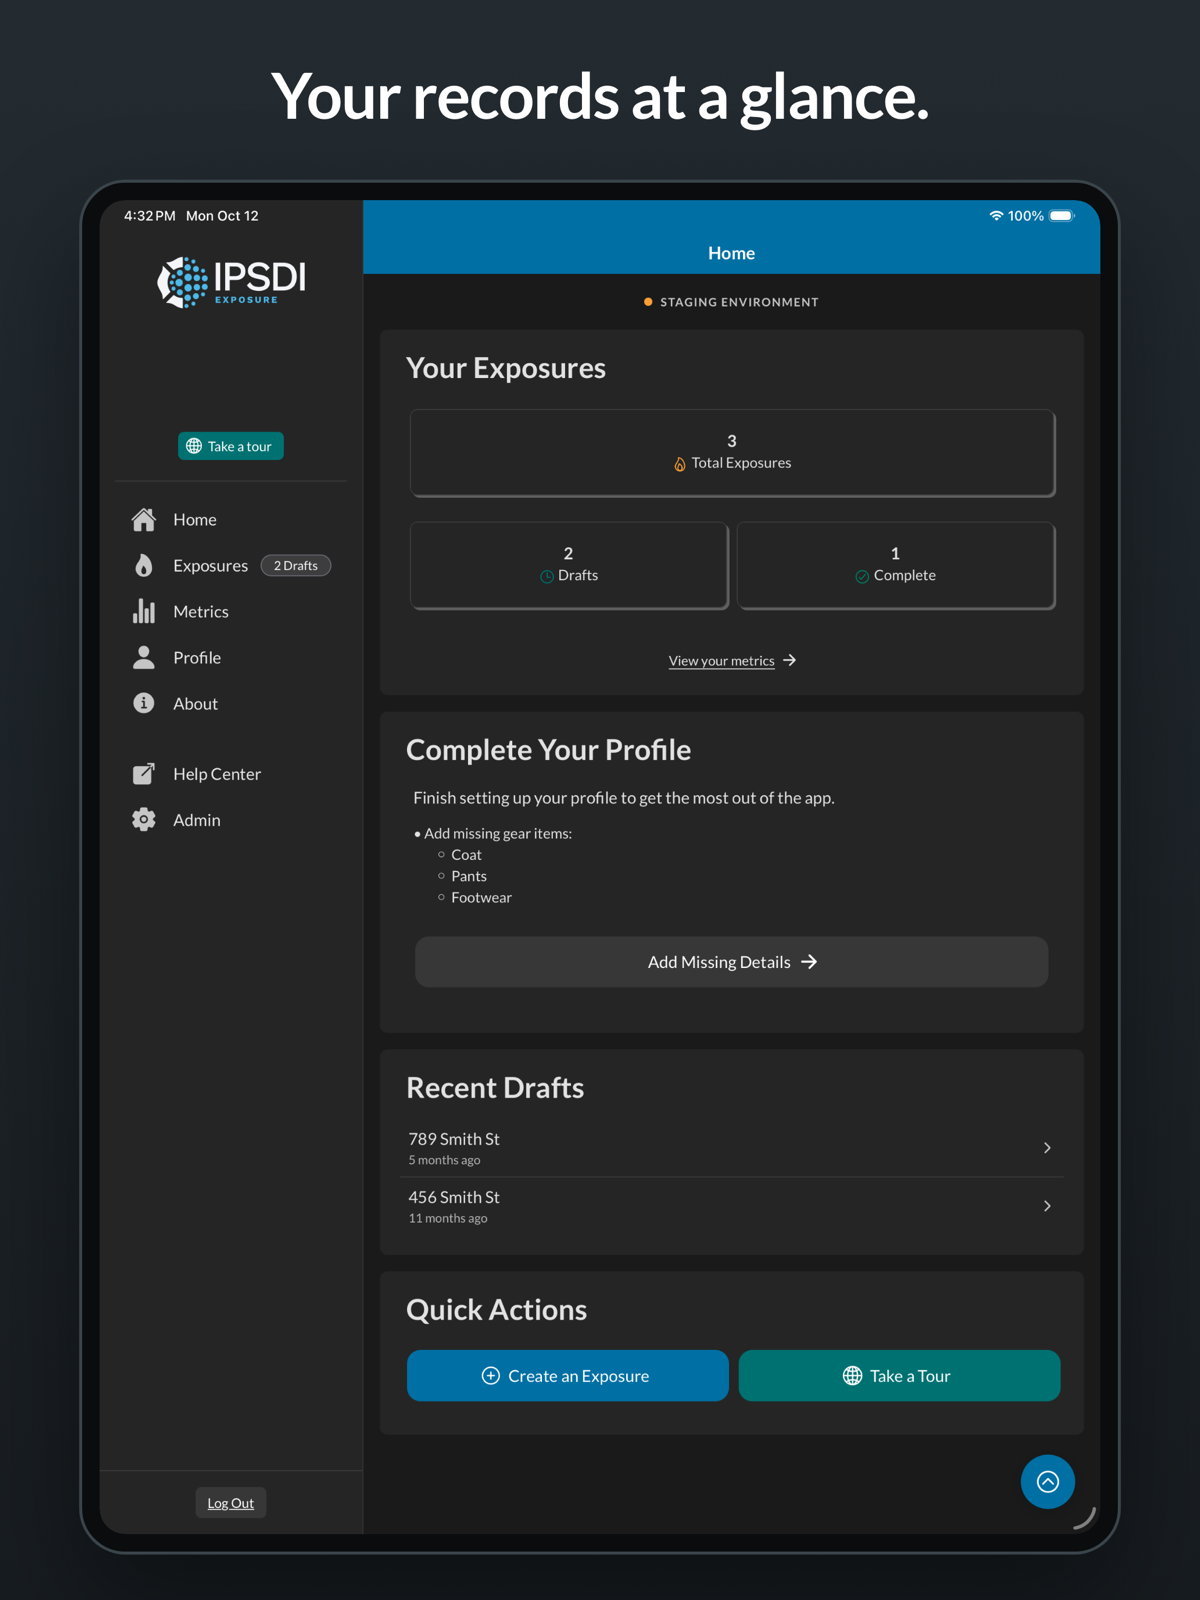 Your records at a glance.
4:32 PM Mon Oct 12
100%
IPSDI
EXPOSURE
Take a tour
Home
Exposures 2 Drafts
Metrics
Profile
About
Help Center
Admin
Log Out
Home
STAGING ENVIRONMENT
Your Exposures
3
Total Exposures
2
Drafts
1
Complete
View your metrics
Complete Your Profile
Finish setting up your profile to get the most out of the app.
• Add missing gear items:
○ Coat
○ Pants
○ Footwear
Add Missing Details
Recent Drafts
789 Smith St
5 months ago
456 Smith St
11 months ago
Quick Actions
Create an Exposure
Take a Tour